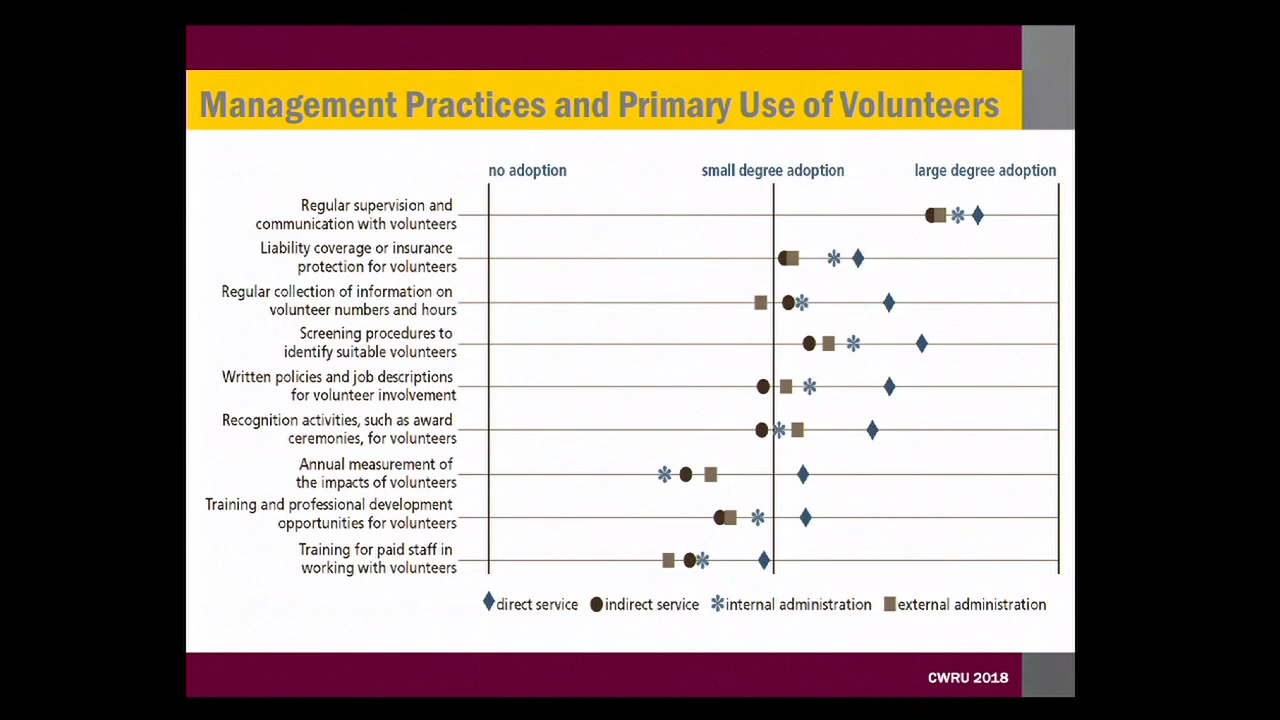 Management Practices and Primary Use of Volunteers
no adoption
small degree adoption
large degree adoption
Regular supervision and
communication with volunteers
Liability coverage or insurance
protection for volunteers
Regular collection of information on
volunteer numbers and hours
Screening procedures to
identify suitable volunteers
Written policies and job descriptions
for volunteer involvement
Recognition activities, such as award
ceremonies, for volunteers
Annual measurement of
the impacts of volunteers
Training and professional development
opportunities for volunteers
Training for paid staff in
working with volunteers
direct service
indirect service
internal administration
external administration
CWRU 2018